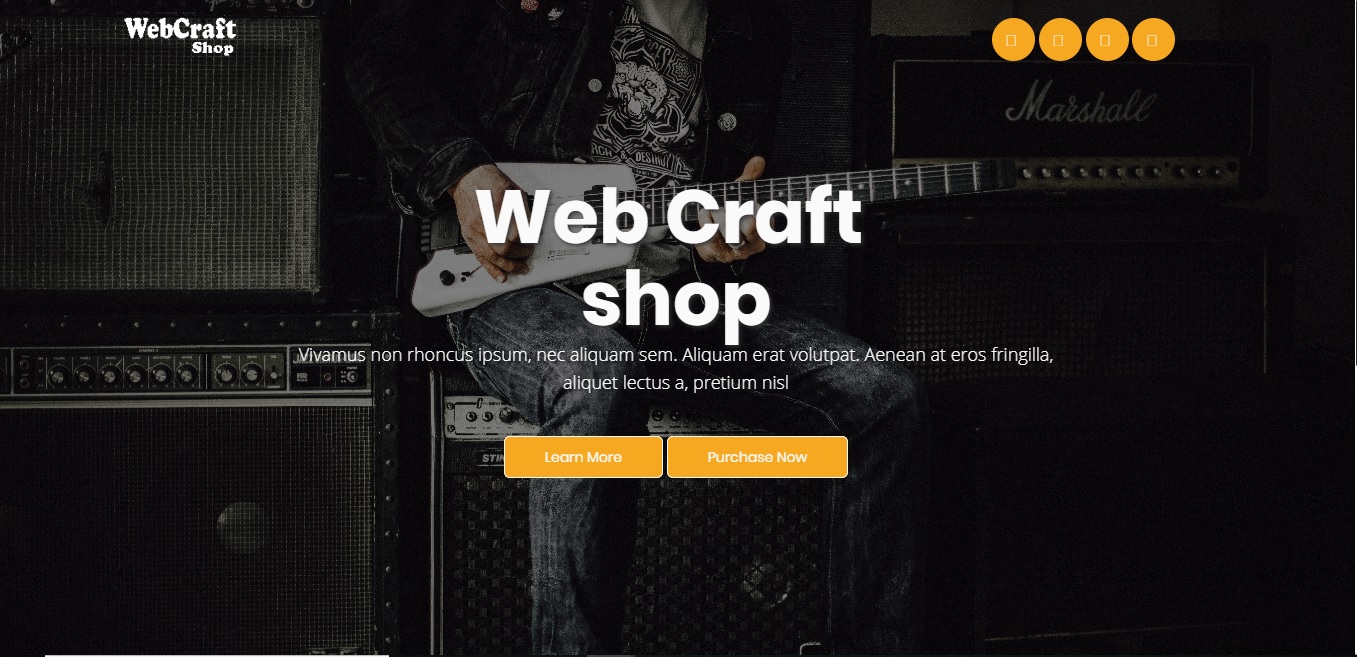 WebCraft
Shop
Marshall
& DESTROY
Web Craft
shop
Vivamus non rhoncus ipsum, nec aliquam sem. Aliquam erat volutpat. Aenean at eros fringilla,
aliquet lectus a, pretium nisl
Learn More
Purchase Now